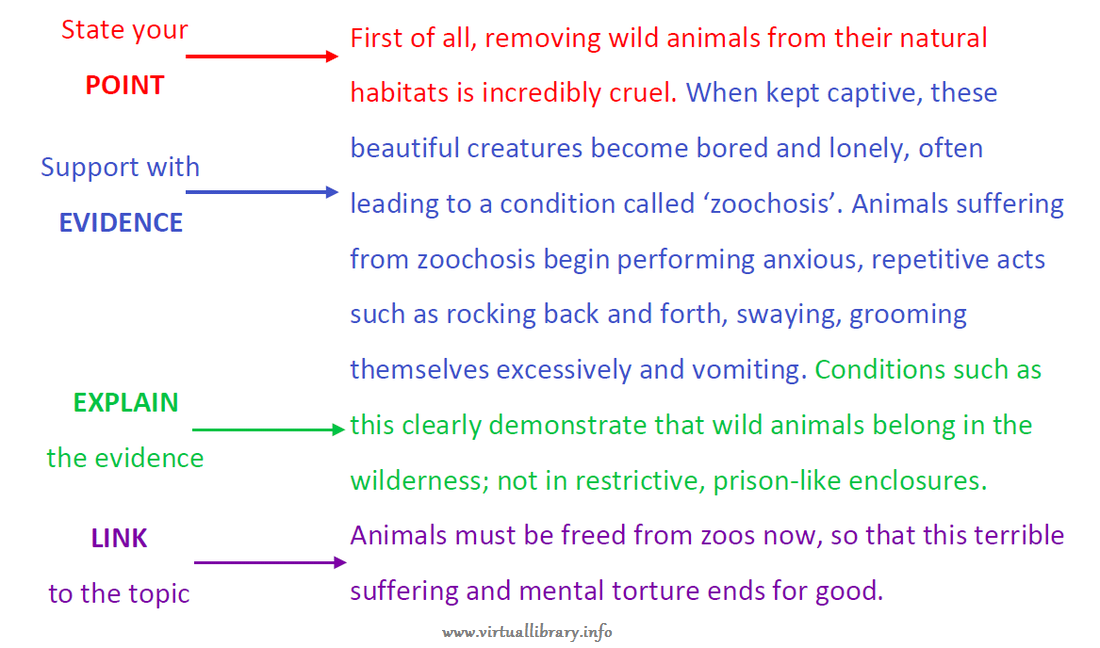 State your
POINT
First of all, removing wild animals from their natural
habitats is incredibly cruel. When kept captive, these
Support with
EVIDENCE
beautiful creatures become bored and lonely, often
leading to a condition called ‘zoochosis’. Animals suffering
from zoochosis begin performing anxious, repetitive acts
such as rocking back and forth, swaying, grooming
themselves excessively and vomiting. Conditions such as
EXPLAIN
the evidence
this clearly demonstrate that wild animals belong in the
wilderness; not in restrictive, prison-like enclosures.
LINK
to the topic
Animals must be freed from zoos now, so that this terrible
suffering and mental torture ends for good.
www.virtuallibrary.info